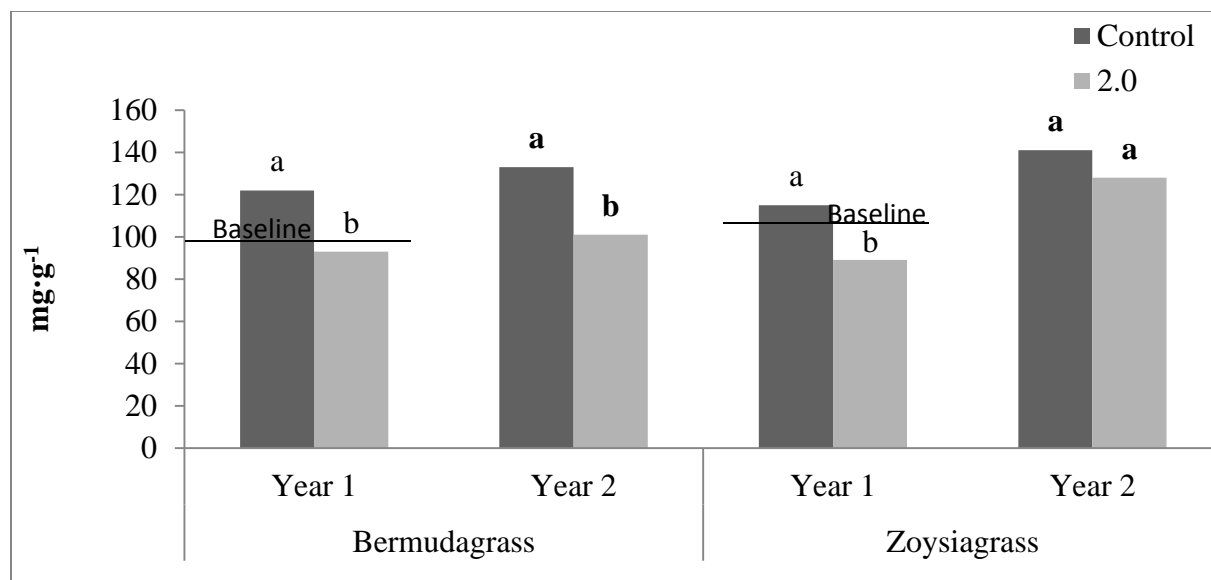 Control
2.0
mg·g-1
160
140
120
100
80
60
40
20
0
a
Baseline
b
a
b
a
Baseline
b
a
a
Year 1
Year 2
Year 1
Year 2
Bermudagrass
Zoysiagrass